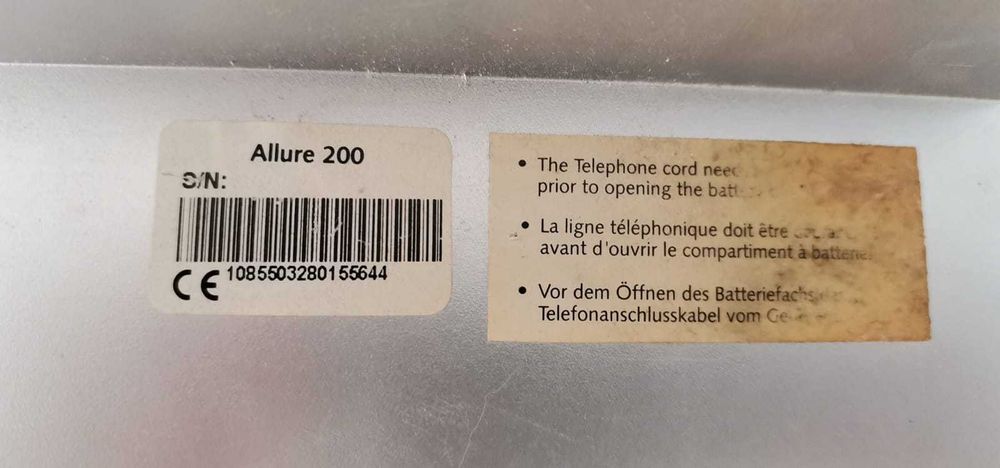 Allure 200
S/N:
CE 1085503280155644
• The Telephone cord
prior to opening the
• La ligne téléphonique doit être
avant d'ouvrir le compartiment à
• Vor dem Öffnen des Batteriefachs
Telefonanschlusskabel vom